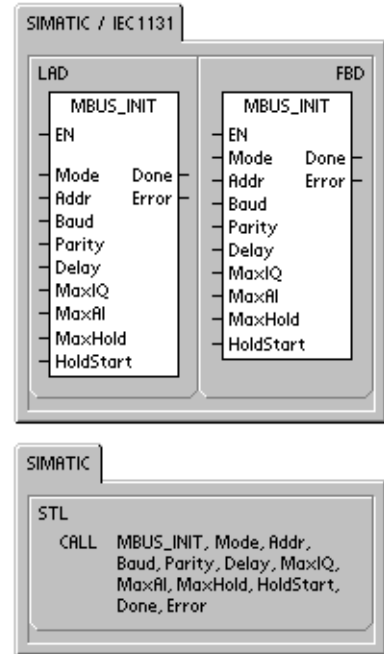 SIMATIC / IEC1131
LAD
FBD
MBUS_INIT
EN
Mode Done
Addr Error
Baud
Parity
Delay
MaxIQ
MaxAI
MaxHold
HoldStart
MBUS_INIT
EN
Mode Done
Addr Error
Baud
Parity
Delay
MaxIQ
MaxAI
MaxHold
HoldStart
SIMATIC
STL
CALL MBUS_INIT, Mode, Addr,
Baud, Parity, Delay, MaxIQ,
MaxAI, MaxHold, HoldStart,
Done, Error